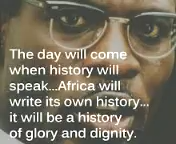 The day will come
when history will
speak...Africa will
write its own history...
it will be a history
of glory and dignity.